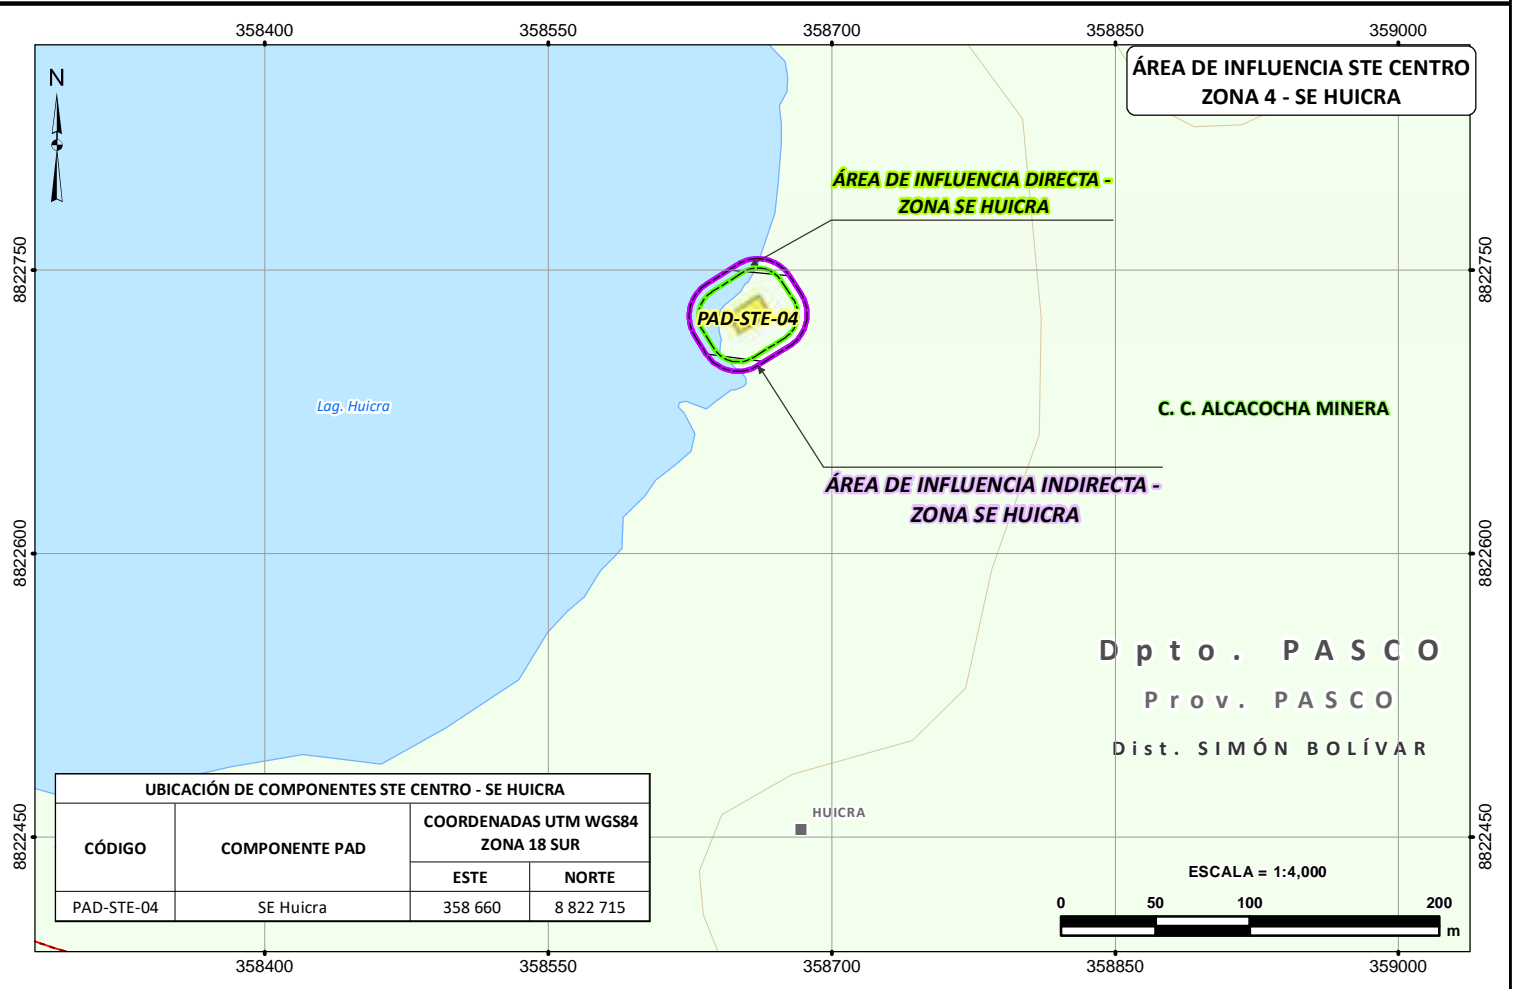 358400
358550
358700
358850
359000
ÁREA DE INFLUENCIA STE CENTRO
ZONA 4 - SE HUICRA
N
ÁREA DE INFLUENCIA DIRECTA -
ZONA SE HUICRA
8822750
8822750
PAD-STE-04
Lag. Huicra
C. C. ALCACOCHA MINERA
ÁREA DE INFLUENCIA INDIRECTA -
ZONA SE HUICRA
8822600
8822600
Dpto. PASCO
Prov. PASCO
Dist. SIMÓN BOLÍVAR
UBICACIÓN DE COMPONENTES STE CENTRO - SE HUICRA
CÓDIGO
COMPONENTE PAD
COORDENADAS UTM WGS84
ZONA 18 SUR
ESTE
NORTE
PAD-STE-04
SE Huicra
358 660
8 822 715
HUICRA
8822450
8822450
ESCALA = 1:4,000
0
50
100
200
m
358400
358550
358700
358850
359000